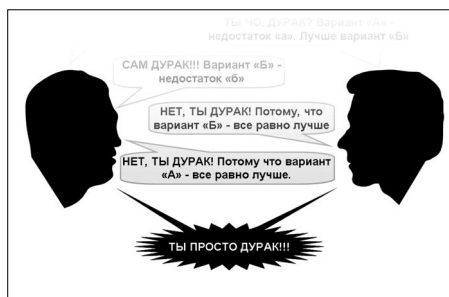 ТЫ ЧО, ДУРАК? Вариант «А» -
недостаток «а». Лучше вариант «Б»
САМ ДУРАК!!! Вариант «Б» -
недостаток «б»
НЕТ, ТЫ ДУРАК! Потому, что
вариант «Б» - все равно лучше
НЕТ, ТЫ ДУРАК! Потому что вариант
«А» - все равно лучше.
ТЫ ПРОСТО ДУРАК!!!